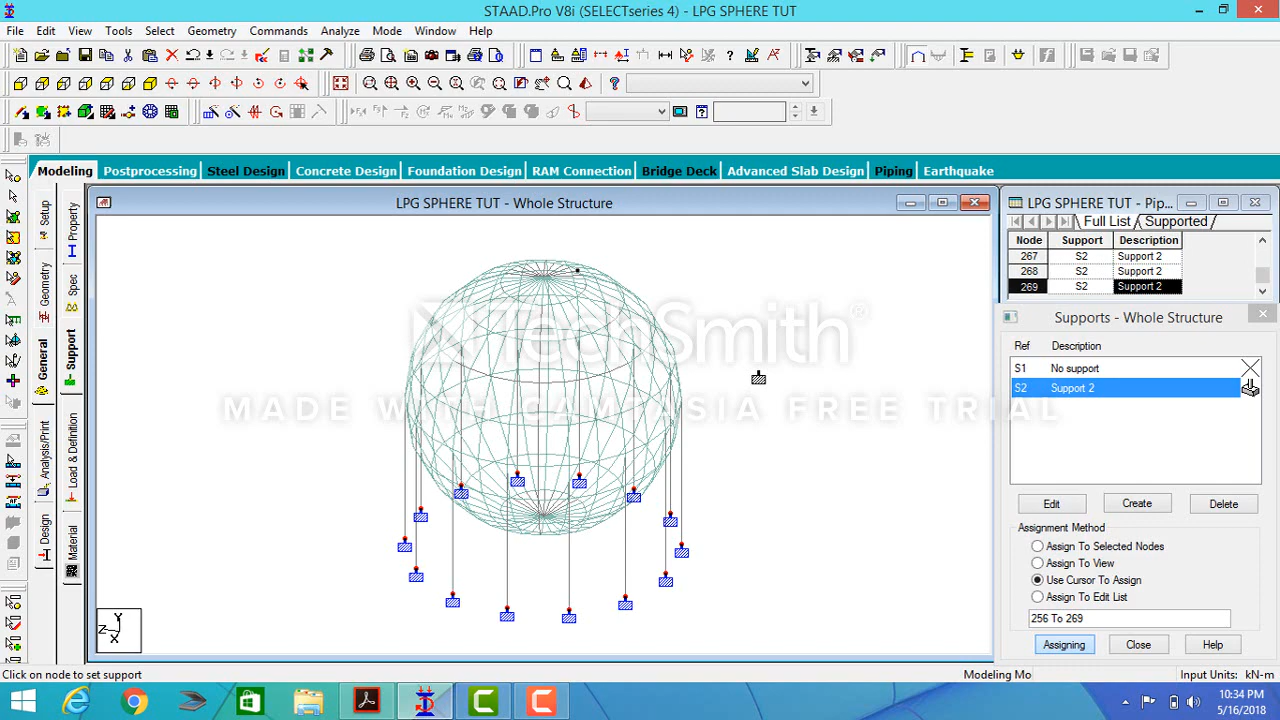 STAAD.Pro V8i (SELECTseries 4) - LPG SPHERE TUT
File Edit View Tools Select Geometry Commands Analyze Mode Window Help
Modeling Postprocessing Steel Design Concrete Design Foundation Design RAM Connection Bridge Deck Advanced Slab Design Piping Earthquake
LPG SPHERE TUT - Whole Structure
LPG SPHERE TUT - Pip...
Full List Supported
Node Support Description
267 S2 Support 2
268 S2 Support 2
269 S2 Support 2
Supports - Whole Structure
Ref Description
S1 No support
S2 Support 2
Edit Create Delete
Assignment Method
Assign To Selected Nodes
Assign To View
Use Cursor To Assign
Assign To Edit List
256 To 269
Assigning Close Help
Setup
Geometry
General
Analysis/Print
Design
Property
Spec
Support
Load & Definition
Material
TechSmith®
MADE WITH CAMTASIA FREE TRIAL
Y
Z
X
Click on node to set support
Modeling Mo
Input Units: kN-m
10:34 PM
5/16/2018